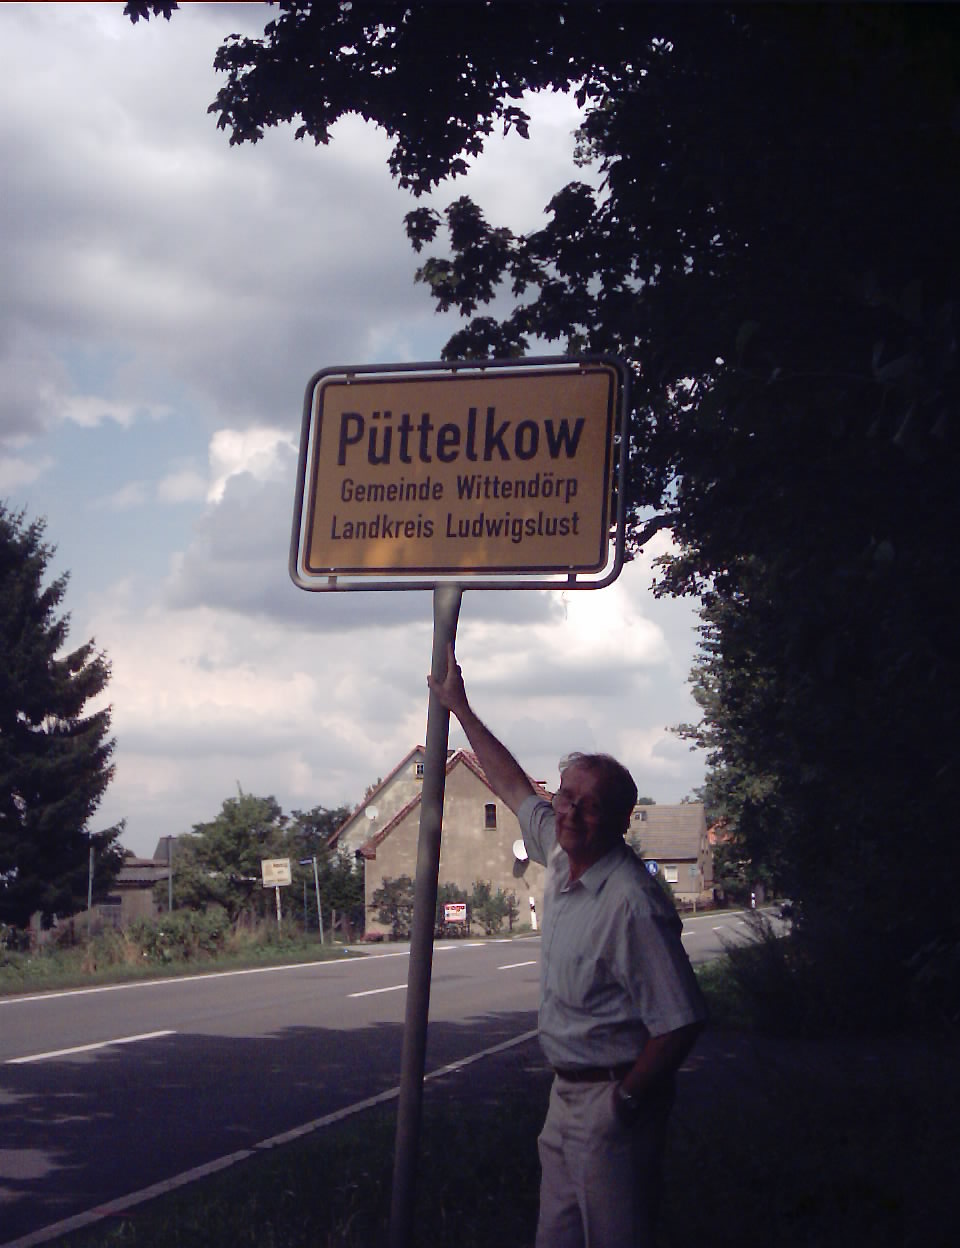 Püttelkow
Gemeinde Wittendörp
Landkreis Ludwigslust